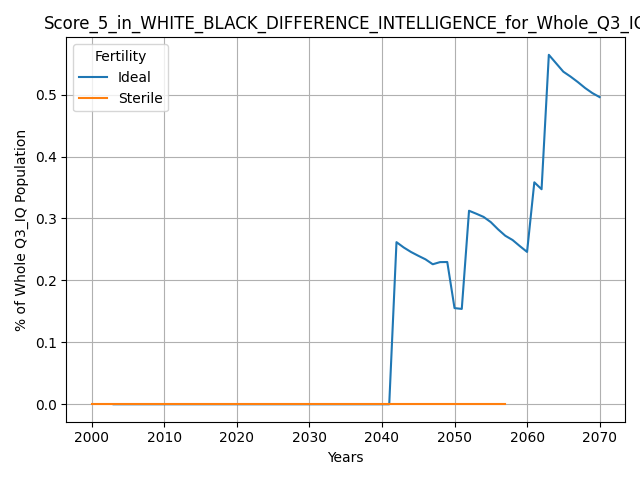 Score_5_in_WHITE_BLACK_DIFFERENCE_INTELLIGENCE_for_Whole_Q3_IQ
Fertility
Ideal
Sterile
% of Whole Q3_IQ Population
0.5
0.4
0.3
0.2
0.1
0.0
2000 2010 2020 2030 2040 2050 2060 2070
Years